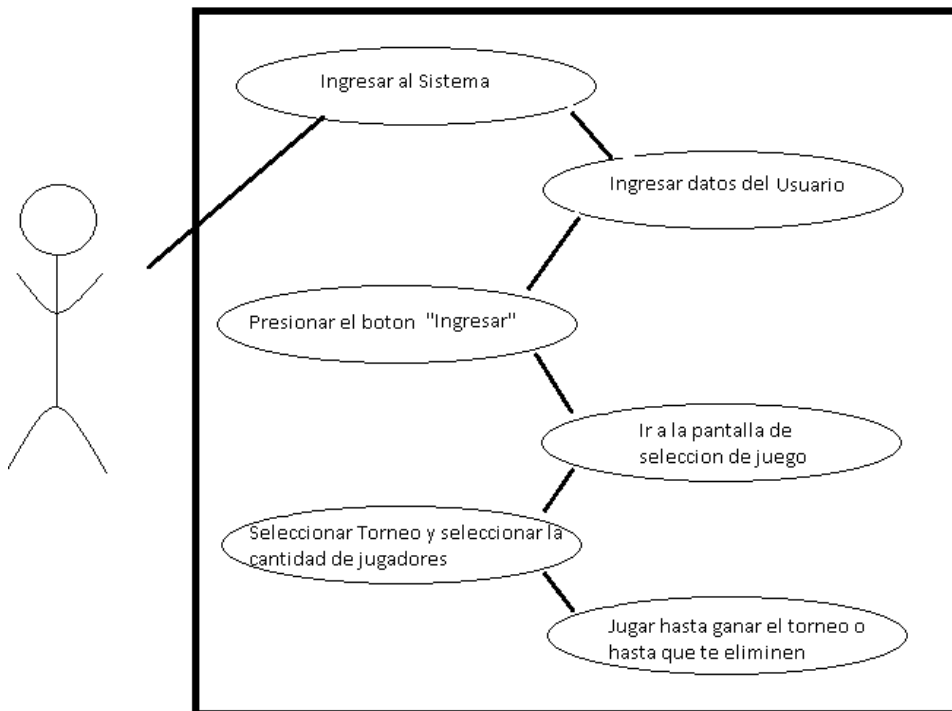 Ingresar al Sistema
Ingresar datos del Usuario
Presionar el boton "Ingresar"
Ir a la pantalla de
seleccion de juego
Seleccionar Torneo y seleccionar la
cantidad de jugadores
Jugar hasta ganar el torneo o
hasta que te eliminen